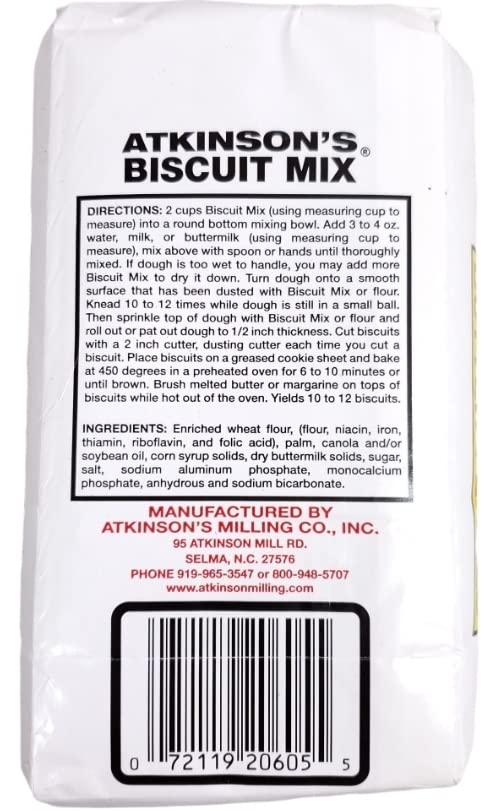 ATKINSON'S®
BISCUIT MIX
DIRECTIONS: 2 cups Biscuit Mix (using measuring cup to
measure) into a round bottom mixing bowl. Add 3 to 4 oz.
water, milk, or buttermilk (using measuring cup to
measure), mix above with spoon or hands until thoroughly
mixed. If dough is too wet to handle, you may add more
Biscuit Mix to dry it down. Turn dough onto a smooth
surface that has been dusted with Biscuit Mix or flour.
Knead 10 to 12 times while dough is still in a small ball.
Then sprinkle top of dough with Biscuit Mix or flour and
roll out or pat out dough to 1/2 inch thickness. Cut biscuits
with a 2 inch cutter, dusting cutter each time you cut a
biscuit. Place biscuits on a greased cookie sheet and bake
at 450 degrees in a preheated oven for 6 to 10 minutes or
until brown. Brush melted butter or margarine on tops of
biscuits while hot out of the oven. Yields 10 to 12 biscuits.
INGREDIENTS: Enriched wheat flour, (flour, niacin, iron,
thiamin, riboflavin, and folic acid), palm, canola and/or
soybean oil, corn syrup solids, dry buttermilk solids, sugar,
salt, sodium aluminum phosphate, monocalcium
phosphate, anhydrous and sodium bicarbonate.
MANUFACTURED BY
ATKINSON'S MILLING CO., INC.
95 ATKINSON MILL RD.
SELMA, N.C. 27576
PHONE 919-965-3547 or 800-948-5707
www.atkinsonmilling.com
0 72119 20605 5